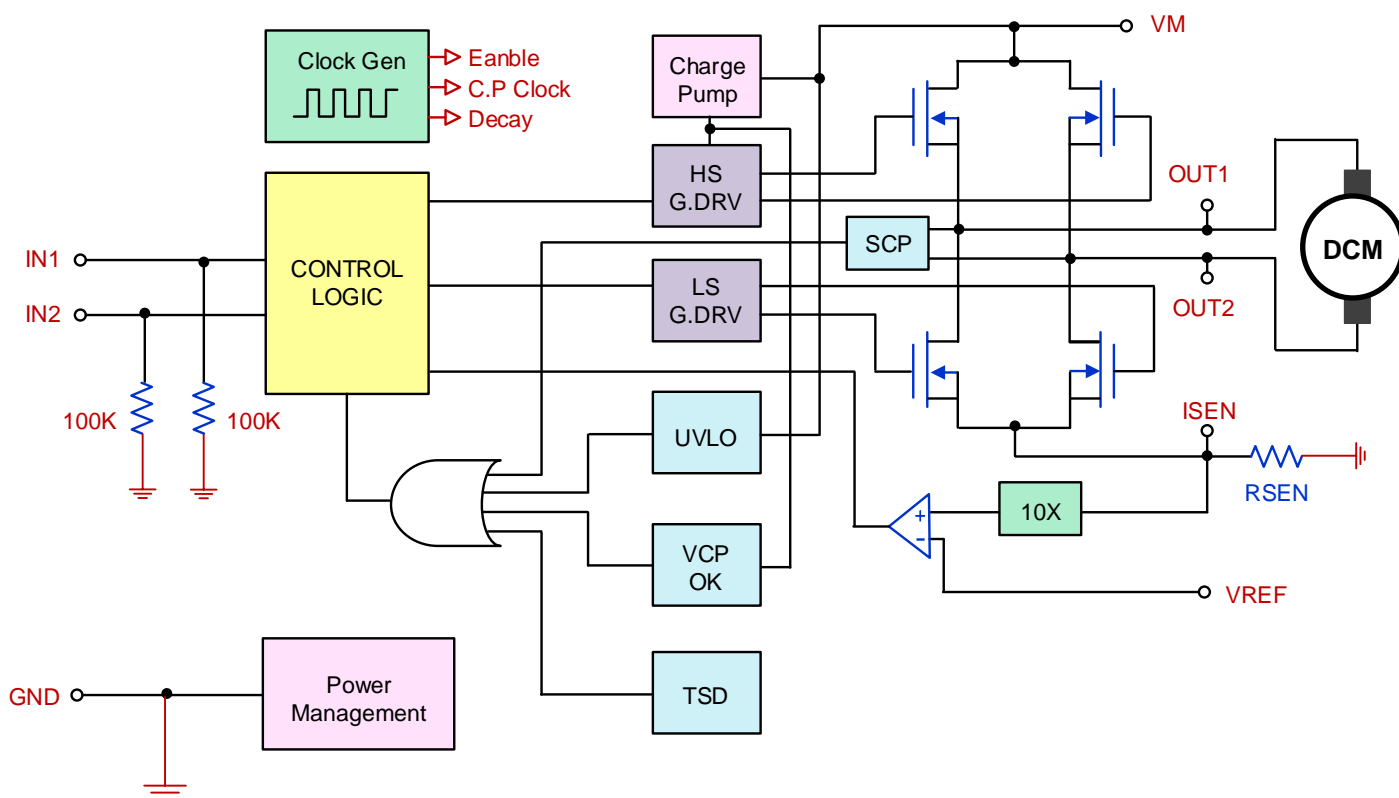 VM
Clock Gen
Eanble
C.P Clock
Decay
Charge
Pump
HS
G.DRV
OUT1
SCP
DCM
IN1
CONTROL
LOGIC
IN2
LS
G.DRV
OUT2
100K
100K
UVLO
ISEN
RSEN
10X
+
-
VCP
OK
VREF
Power
Management
GND
TSD